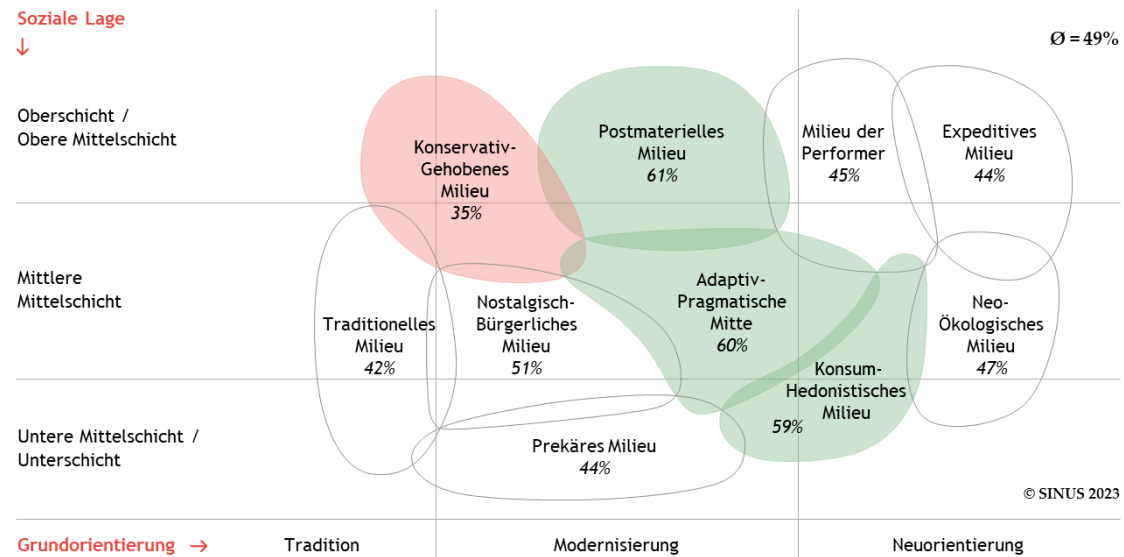 Soziale Lage
↓
Ø = 49%
Oberschicht /
Obere Mittelschicht
Konservativ-
Gehobenes
Milieu
35%
Postmaterielles
Milieu
61%
Milieu der
Performer
45%
Expeditives
Milieu
44%
Mittlere
Mittelschicht
Traditionelles
Milieu
42%
Nostalgisch-
Bürgerliches
Milieu
51%
Adaptiv-
Pragmatische
Mitte
60%
Konsum-
Hedonistisches
Milieu
59%
Neo-
Ökologisches
Milieu
47%
Untere Mittelschicht /
Unterschicht
Prekäres Milieu
44%
© SINUS 2023
Grundorientierung →
Tradition
Modernisierung
Neuorientierung